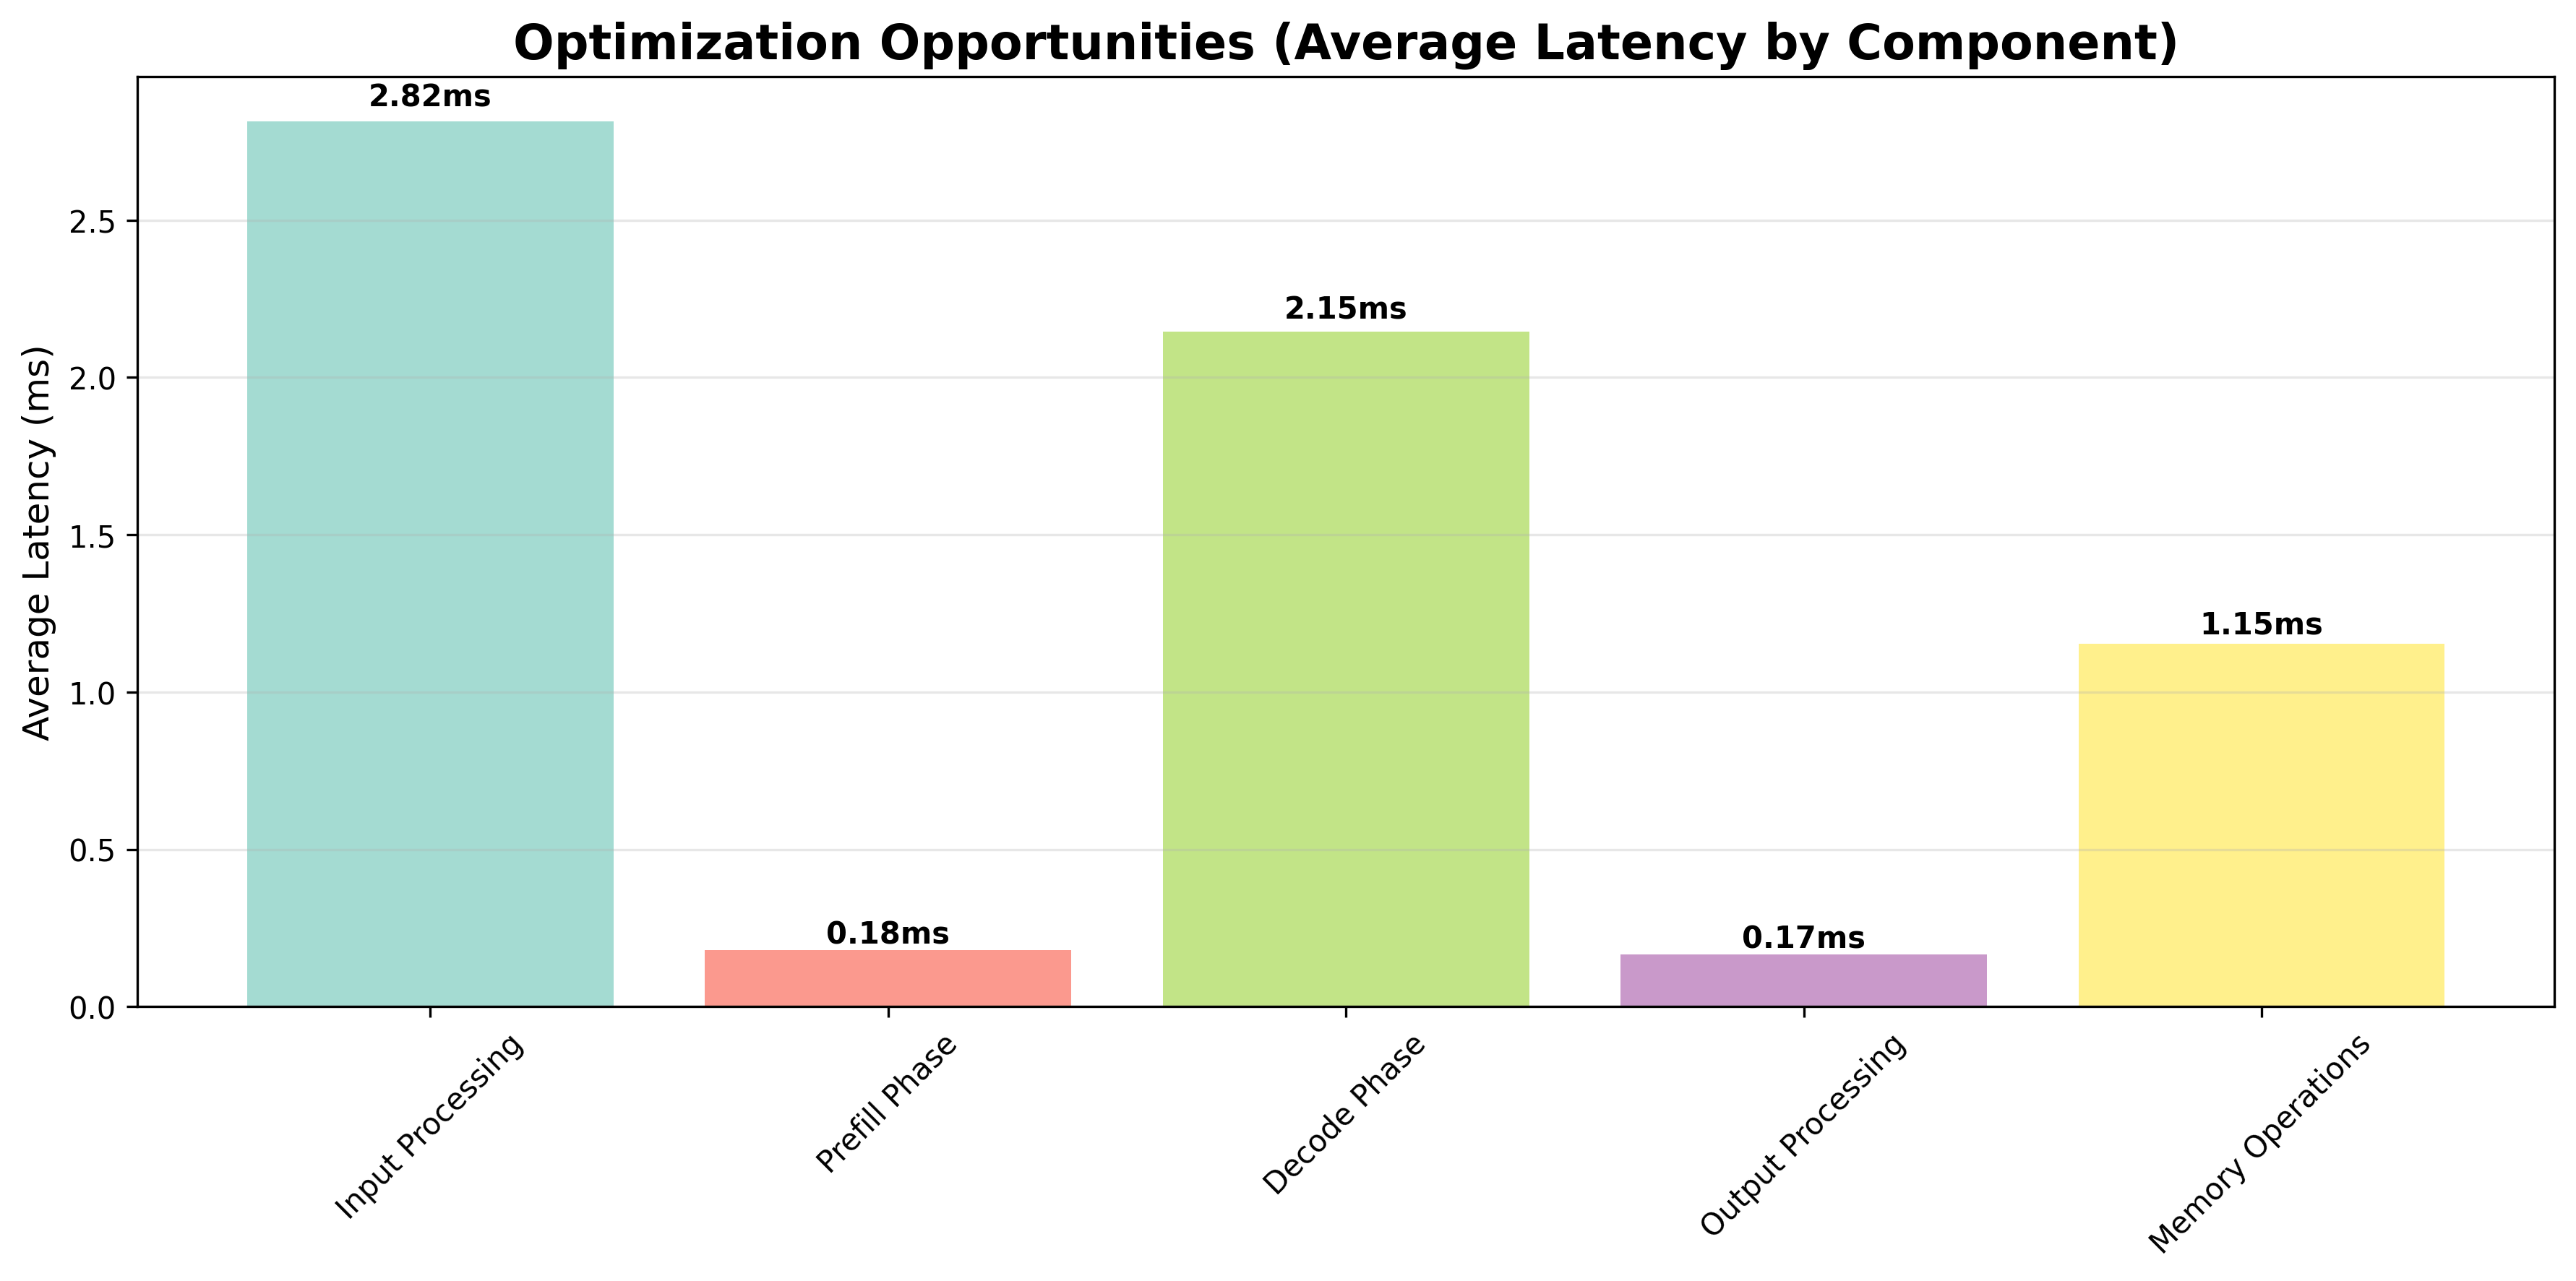 Optimization Opportunities (Average Latency by Component)
Average Latency (ms)
2.5
2.0
1.5
1.0
0.5
0.0
2.82ms
0.18ms
2.15ms
0.17ms
1.15ms
Input Processing
Prefill Phase
Decode Phase
Output Processing
Memory Operations